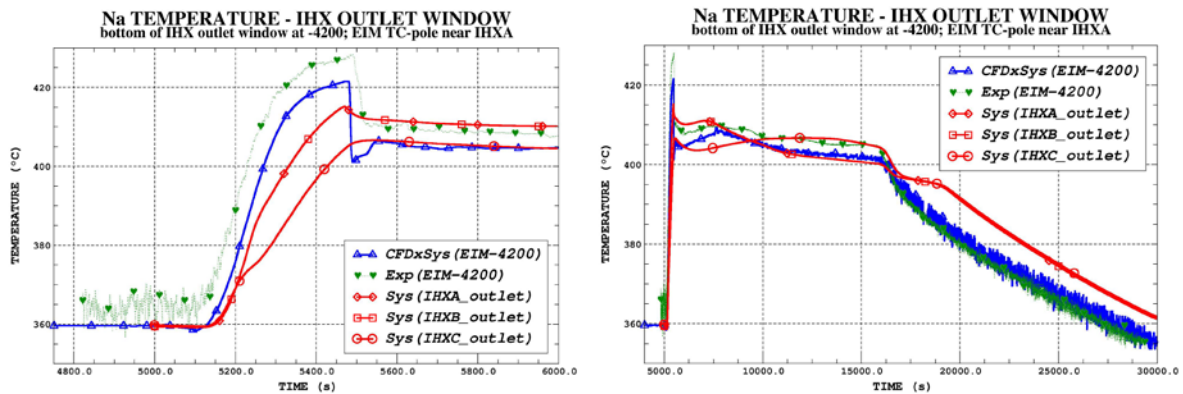 Na TEMPERATURE - IHX OUTLET WINDOW
bottom of IHX outlet window at -4200; EIM TC-pole near IHXA
420
400
380
360
TEMPERATURE (°C)
CFDxSys(EIM-4200)
Exp(EIM-4200)
Sys(IHXA_outlet)
Sys(IHXB_outlet)
Sys(IHXC_outlet)
4800.0 5000.0 5200.0 5400.0 5600.0 5800.0 6000.0
TIME (s)
Na TEMPERATURE - IHX OUTLET WINDOW
bottom of IHX outlet window at -4200; EIM TC-pole near IHXA
420
400
380
360
TEMPERATURE (°C)
CFDxSys(EIM-4200)
Exp(EIM-4200)
Sys(IHXA_outlet)
Sys(IHXB_outlet)
Sys(IHXC_outlet)
5000.0 10000.0 15000.0 20000.0 25000.0 30000.0
TIME (s)